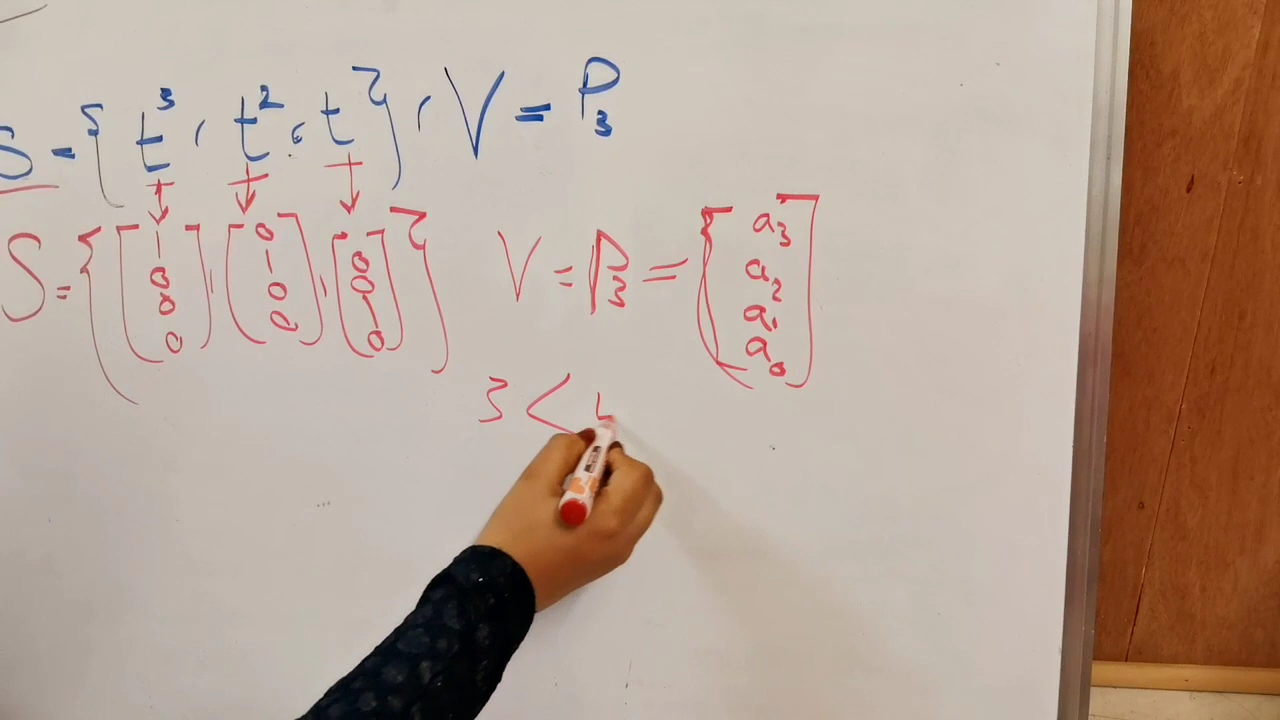 S = { t³, t², t }, V = P₃
S = { [1 0 0 0], [0 1 0 0], [0 0 1 0] } V = P₃ = { [a₃ a₂ a₁ a₀]
3 < 4